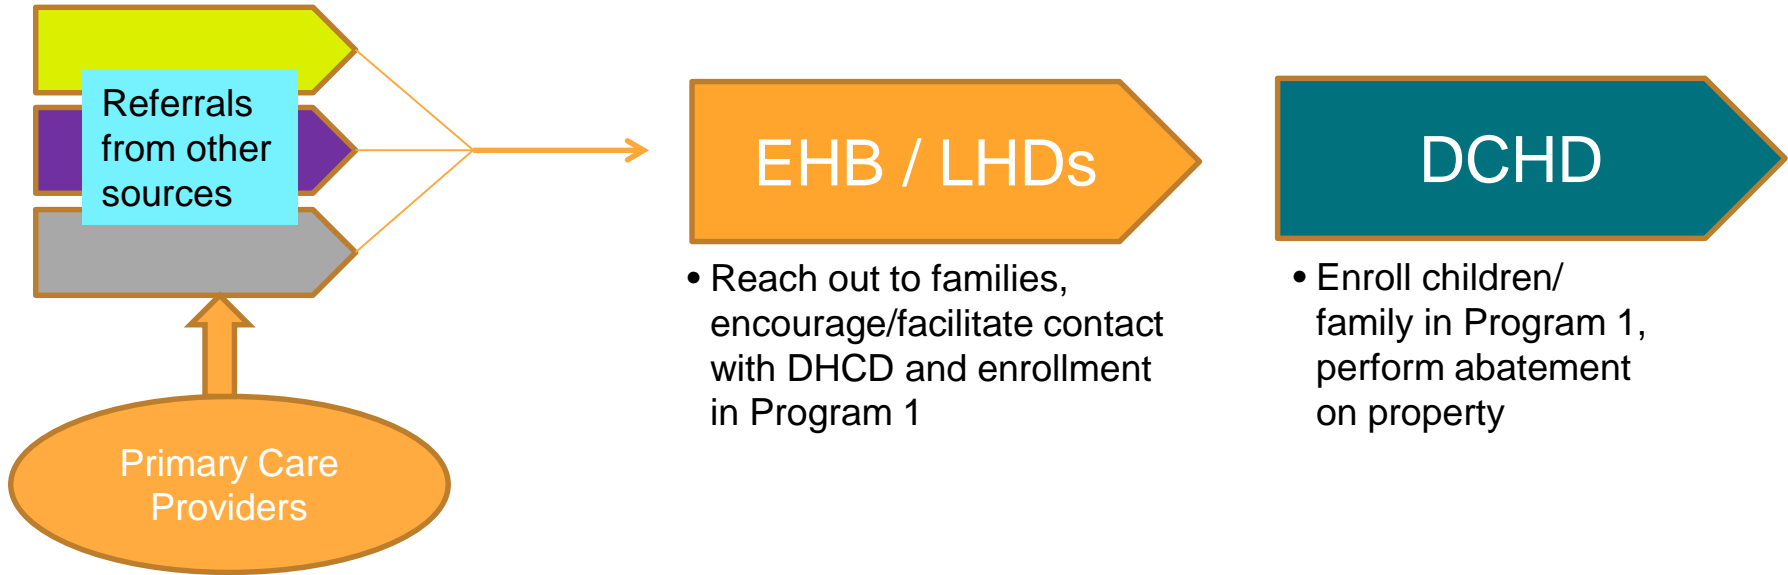 Referrals
from other
sources
Primary Care
Providers
EHB / LHDs
• Reach out to families,
encourage/facilitate contact
with DHCD and enrollment
in Program 1
DCHD
• Enroll children/
family in Program 1,
perform abatement
on property